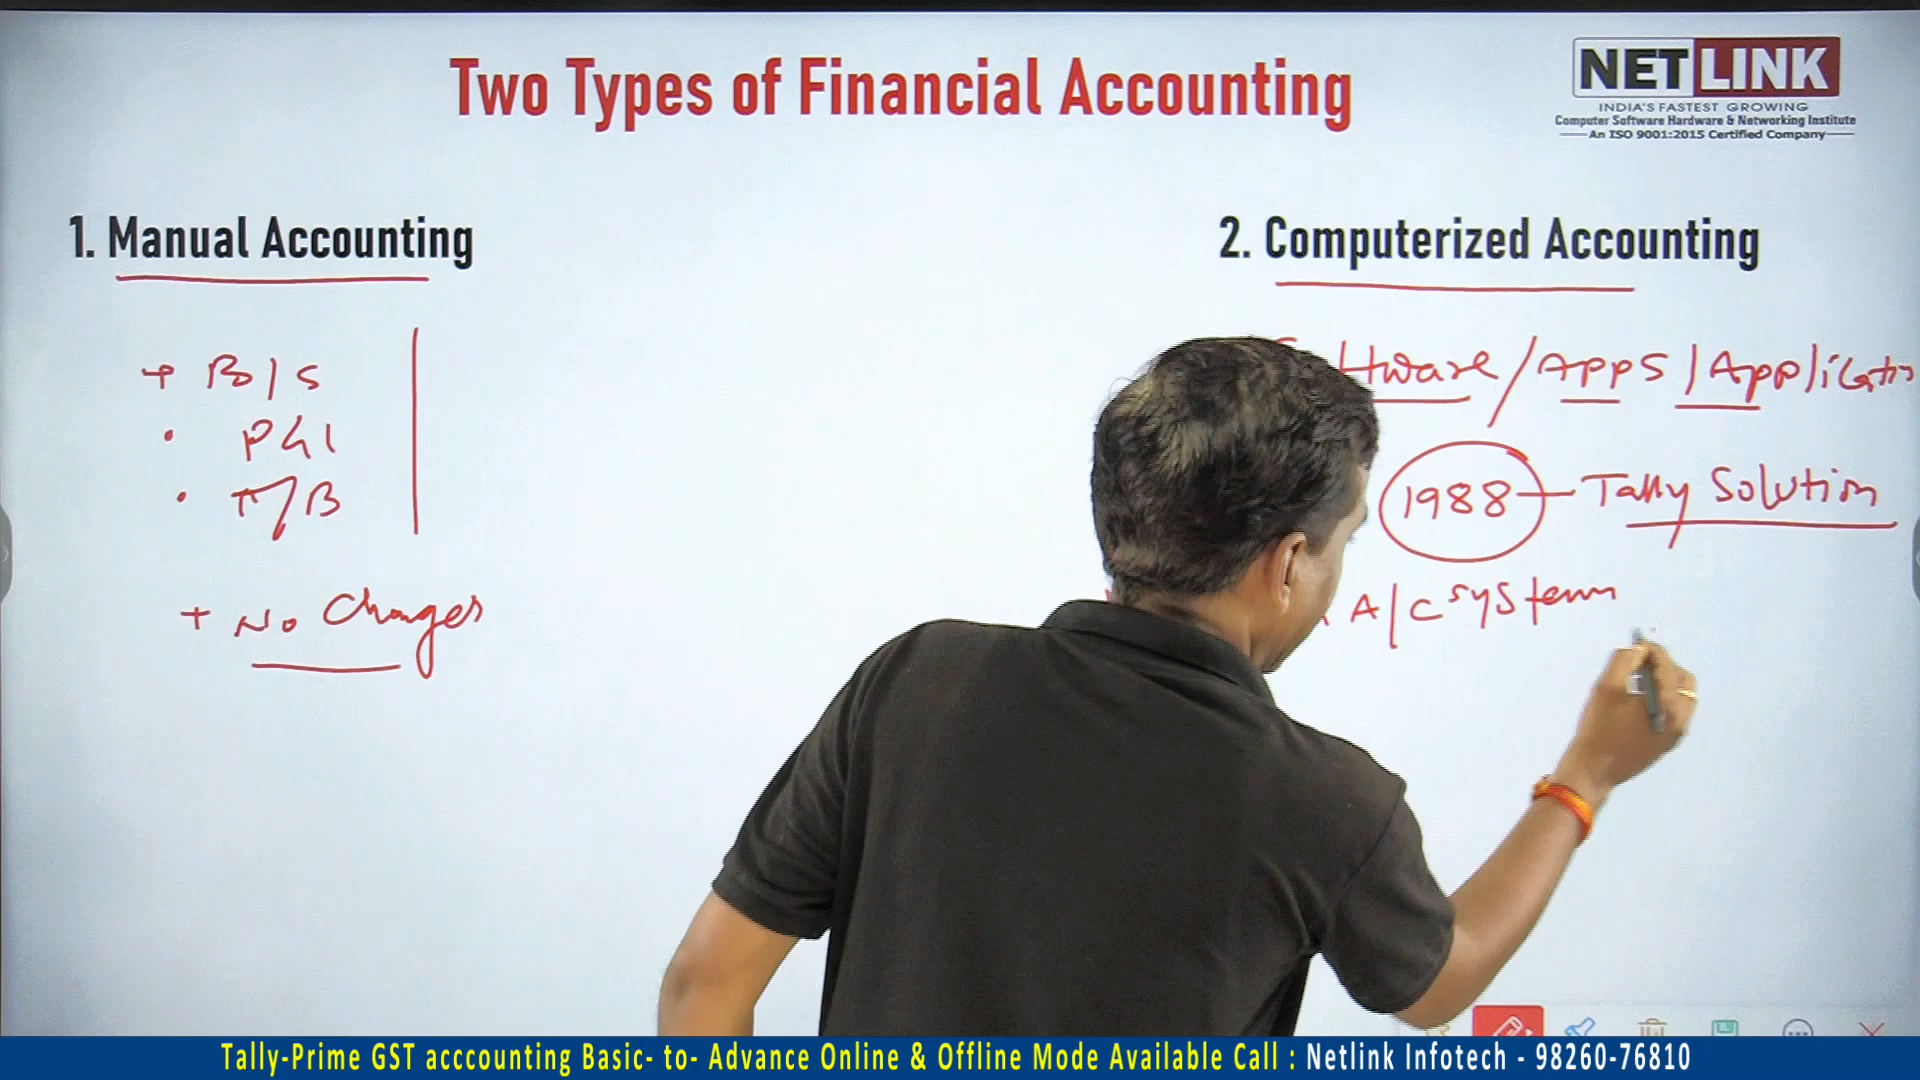 Two Types of Financial Accounting
NETLINK
INDIA'S FASTEST GROWING
Computer Software Hardware & Networking Institute
An ISO 9001:2015 Certified Company
1. Manual Accounting
B/S
P&L
T/B
+ No Changes
2. Computerized Accounting
/ Apps /
1988 - Tally Solution
A/C System
Tally-Prime GST acccounting Basic- to- Advance Online & Offline Mode Available Call : Netlink Infotech - 98260-76810